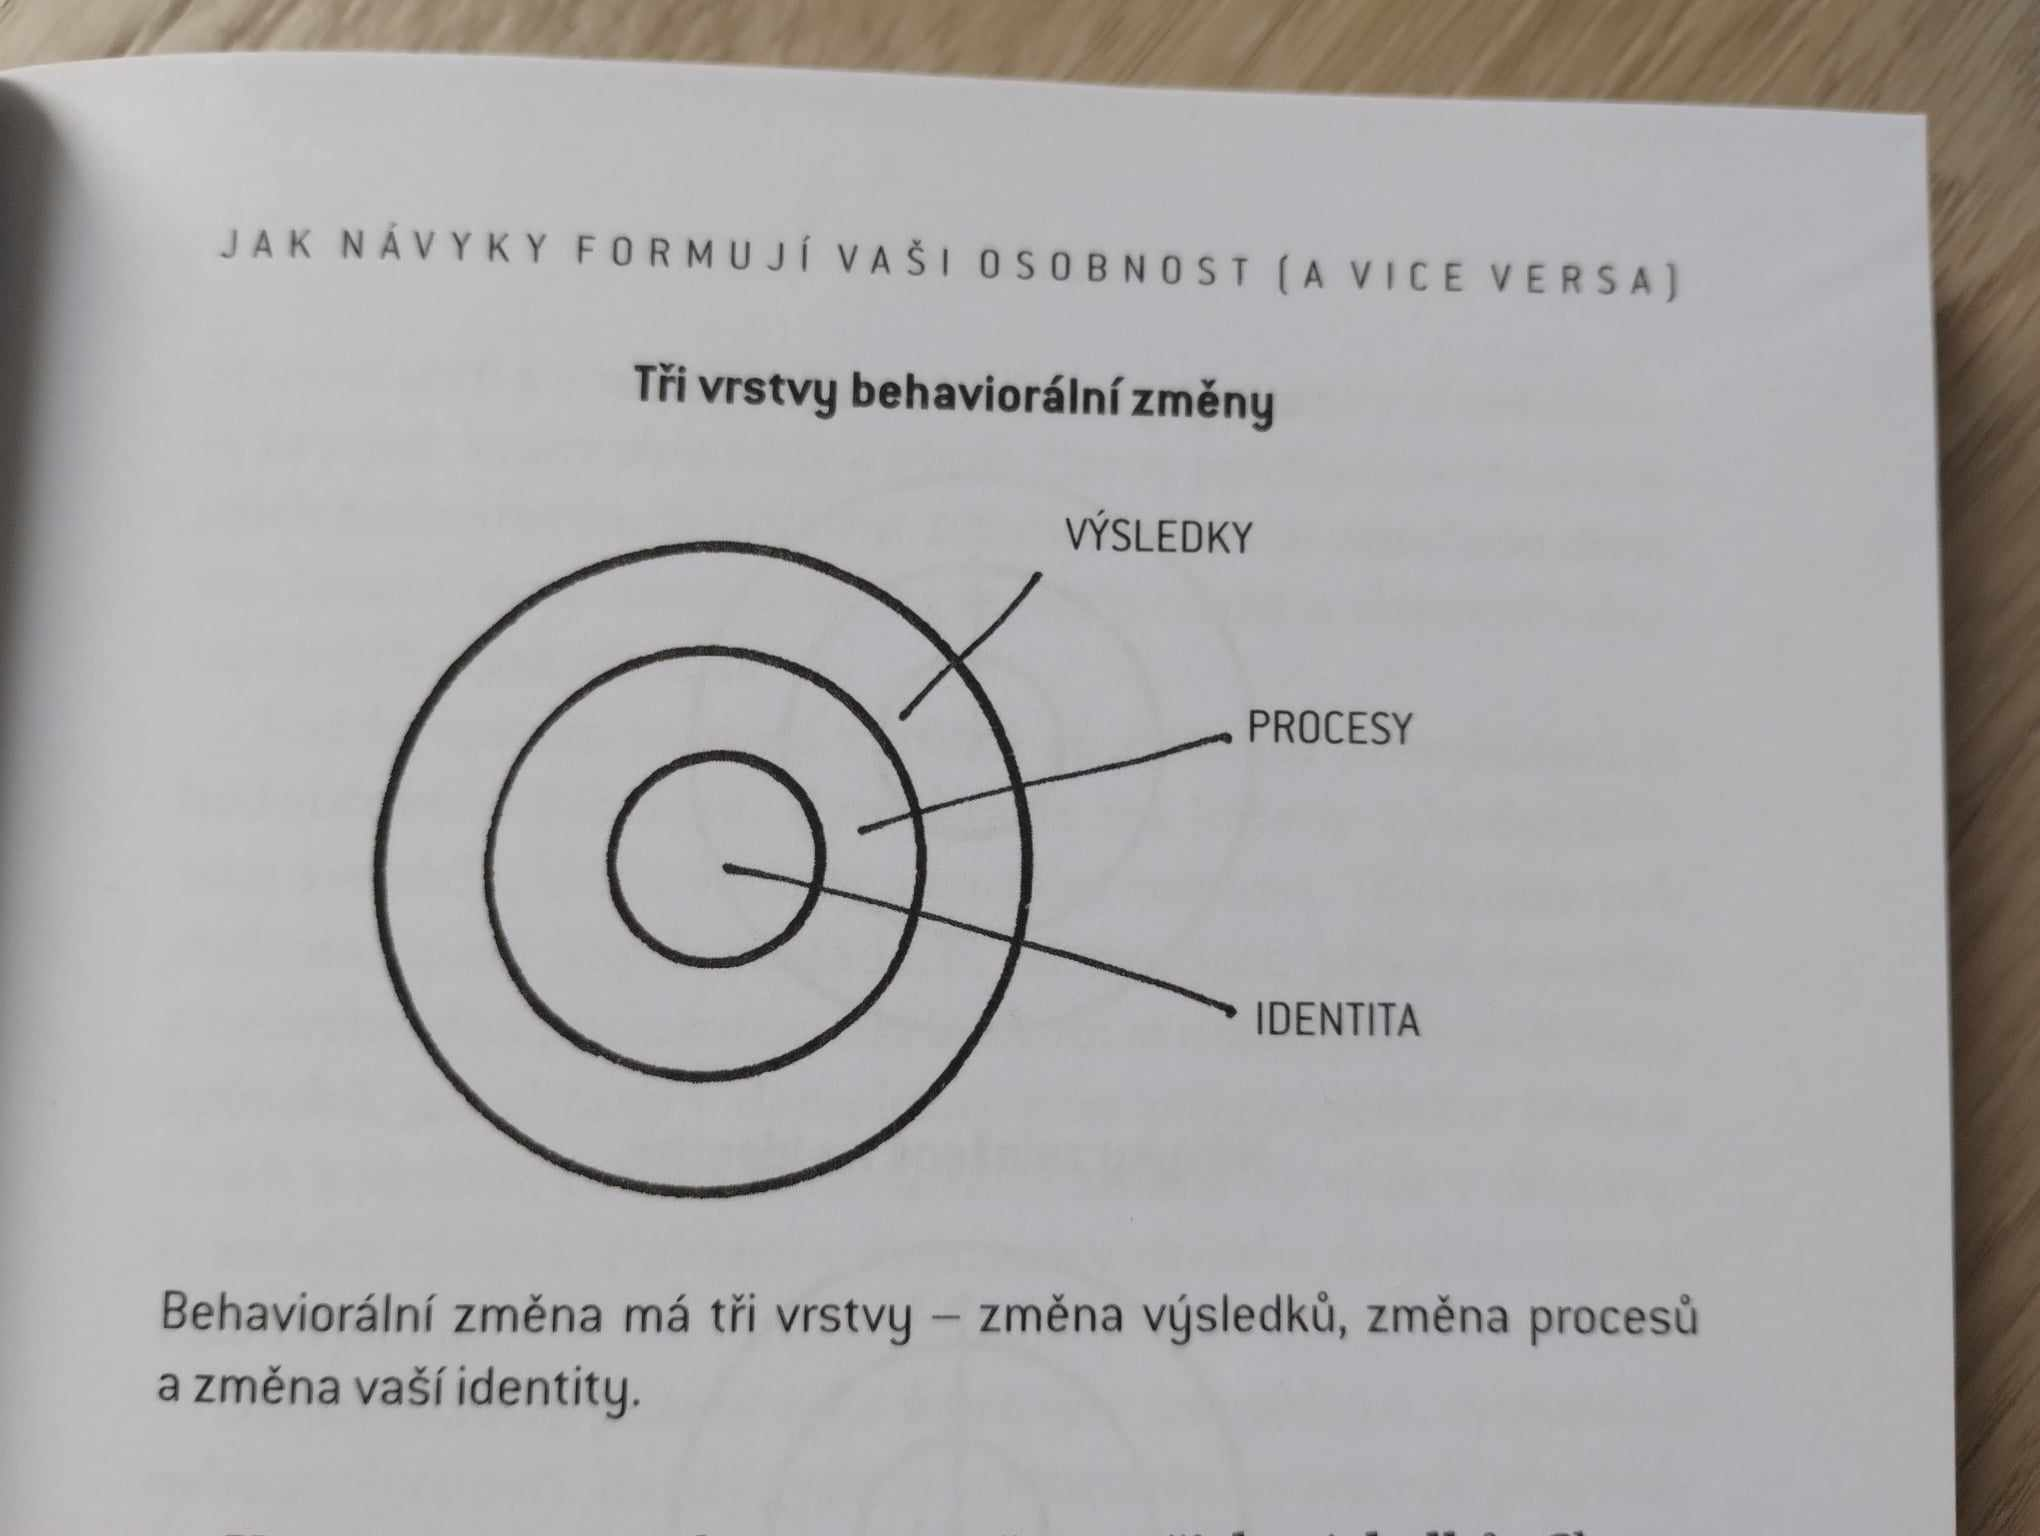 JAK NÁVYKY FORMUJÍ VAŠI OSOBNOST (A VICE VERSA)
Tři vrstvy behaviorální změny
VÝSLEDKY
PROCESY
IDENTITA
Behaviorální změna má tři vrstvy – změna výsledků, změna procesů
a změna vaší identity.